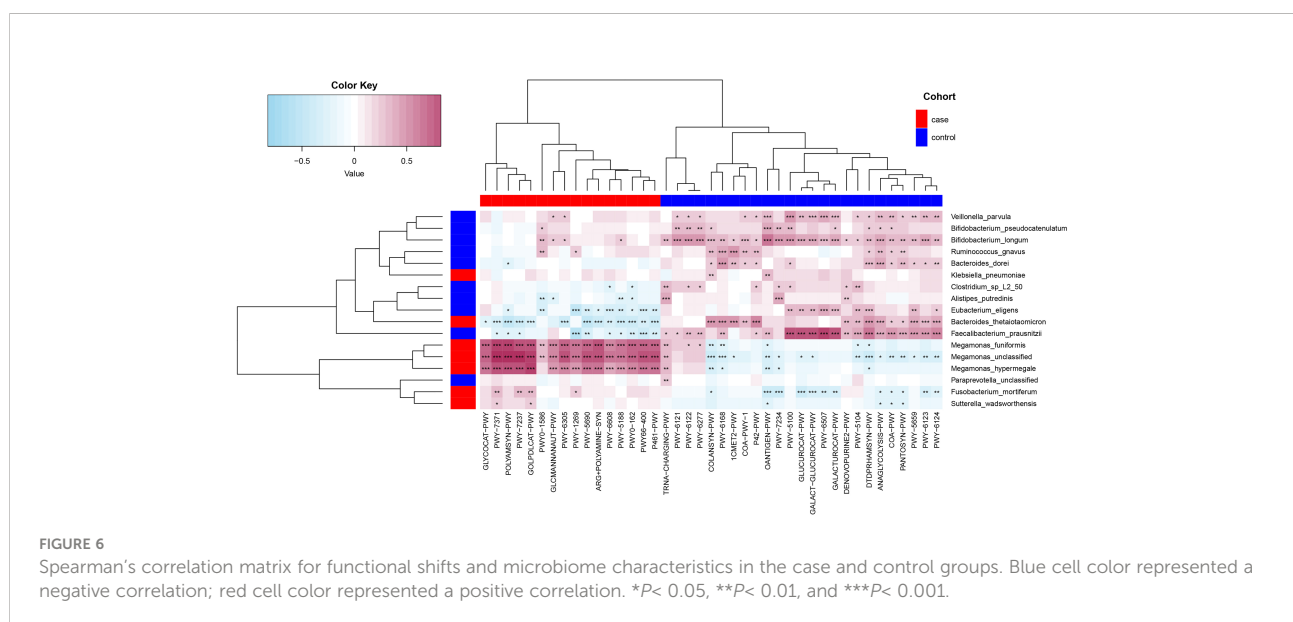 Color Key
−0.5 0 0.5
Value
Cohort
case
control
Veillonella_parvula
Bifidobacterium_pseudocatenulatum
Bifidobacterium_longum
Ruminococcus_gnavus
Bacteroides_dorei
Klebsiella_pneumoniae
Clostridium_sp_L2_50
Alistipes_putredinis
Eubacterium_eligens
Bacteroides_thetaiotaomicron
Faecalibacterium_prausnitzii
Megamonas_funiformis
Megamonas_unclassified
Megamonas_hypermegale
Paraprevotella_unclassified
Fusobacterium_mortiferum
Sutterella_wadsworthensis
GLYCOCAT−PWY
PWY−7371
POLYAMSYN−PWY
PWY−7237
GOLPDLCAT−PWY
PWY0−1586
GLCMANNANAUT−PWY
PWY−6305
PWY−1269
PWY−5690
ARG+POLYAMINE−SYN
PWY−6608
PWY−5188
PWY0−162
PWY66−400
P461−PWY
TRNA−CHARGING−PWY
PWY−6121
PWY−6122
PWY−6277
COLANSYN−PWY
PWY−6168
1CMET2−PWY
COA−PWY−1
P42−PWY
OANTIGEN−PWY
PWY−7234
PWY−5100
GLUCUROCAT−PWY
GALACT−GLUCUROCAT−PWY
PWY−6507
GALACTUROCAT−PWY
DENOVOPURINE2−PWY
PWY−5104
DTDPRHAMSYN−PWY
ANAGLYCOLYSIS−PWY
COA−PWY
PANTOSYN−PWY
PWY−5659
PWY−6123
PWY−6124
FIGURE 6
Spearman's correlation matrix for functional shifts and microbiome characteristics in the case and control groups. Blue cell color represented a
negative correlation; red cell color represented a positive correlation. *P< 0.05, **P< 0.01, and ***P< 0.001.